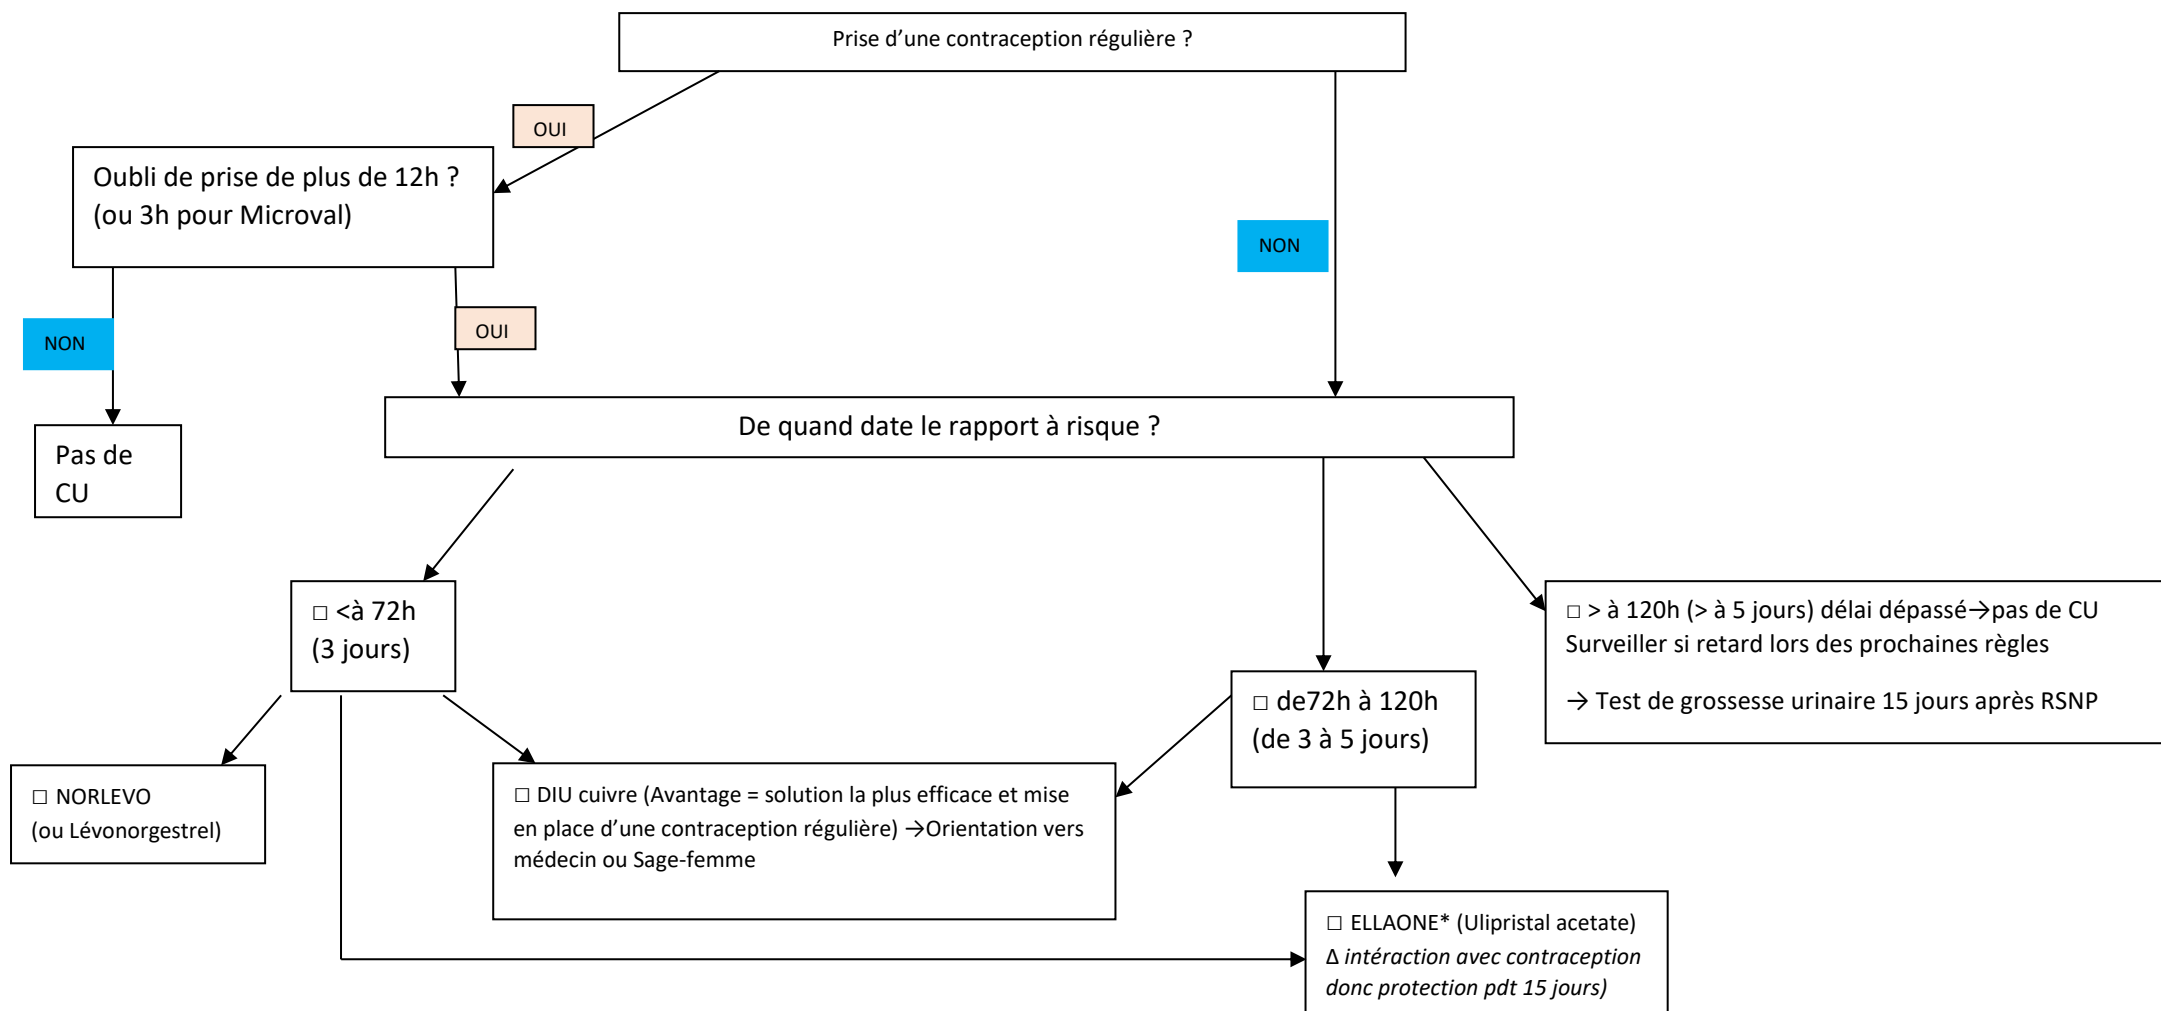 Prise d’une contraception régulière ?
OUI
Oubli de prise de plus de 12h ?
(ou 3h pour Microval)
NON
NON
OUI
De quand date le rapport à risque ?
Pas de
CU
□ <à 72h
(3 jours)
□ > à 120h (> à 5 jours) délai dépassé→pas de CU
Surveiller si retard lors des prochaines règles
→ Test de grossesse urinaire 15 jours après RSNP
□ de72h à 120h
(de 3 à 5 jours)
□ NORLEVO
(ou Lévonorgestrel)
□ DIU cuivre (Avantage = solution la plus efficace et mise
en place d’une contraception régulière) →Orientation vers
médecin ou Sage-femme
□ ELLAONE* (Ulipristal acetate)
Δ intéraction avec contraception
donc protection pdt 15 jours)